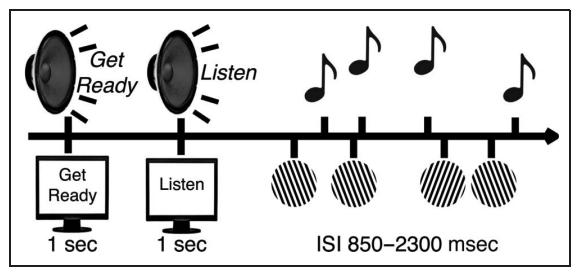 Get
Ready
Listen
Get
Ready
Listen
1 sec
1 sec
ISI 850–2300 msec